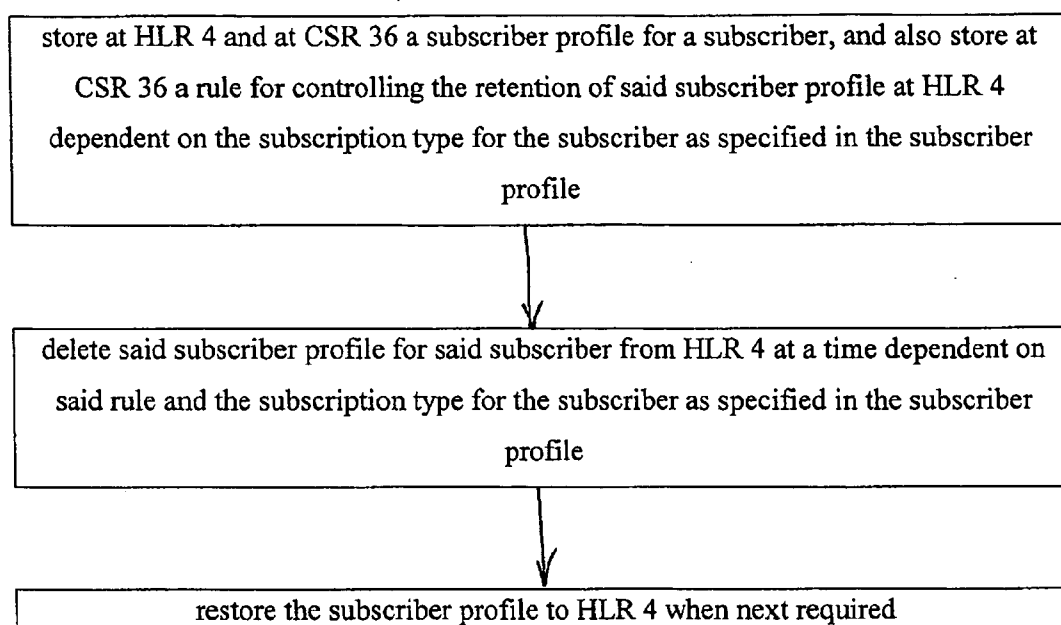 store at HLR 4 and at CSR 36 a subscriber profile for a subscriber, and also store at
CSR 36 a rule for controlling the retention of said subscriber profile at HLR 4
dependent on the subscription type for the subscriber as specified in the subscriber
profile
delete said subscriber profile for said subscriber from HLR 4 at a time dependent on
said rule and the subscription type for the subscriber as specified in the subscriber
profile
restore the subscriber profile to HLR 4 when next required